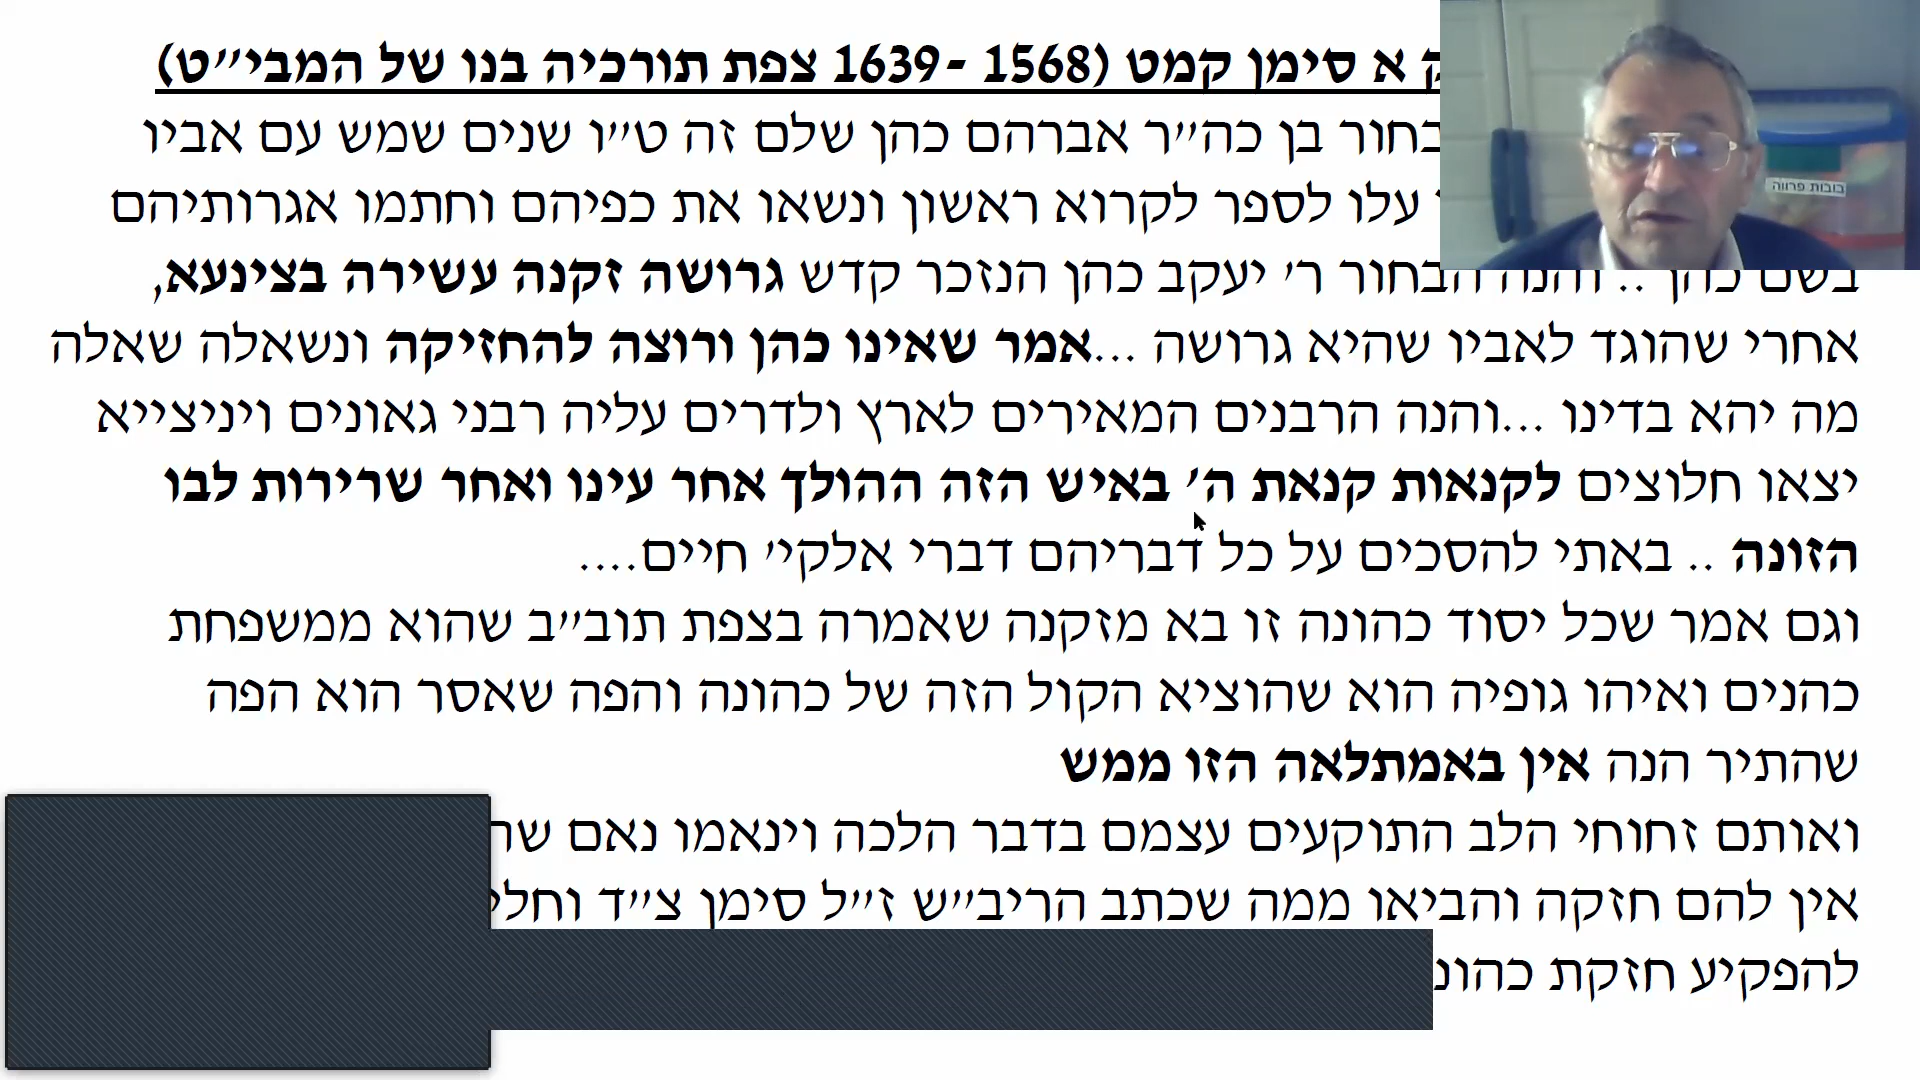 א סימן קמט (1568 -1639 צפת תורכיה בנו של המבי״ט)
בחור בן כה״ר אברהם כהן שלם זה ט״ו שנים שמש עם אביו
עלו לספר לקרוא ראשון ונשאו את כפיהם וחתמו אגרותיהם
בשם כהן .. והנה הבחור ר׳ יעקב כהן הנזכר קדש גרושה זקנה עשירה בצינעא,
אחרי שהוגד לאביו שהיא גרושה ...אמר שאינו כהן ורוצה להחזיקה ונשאלה שאלה
מה יהא בדינו ...והנה הרבנים המאירים לארץ ולדרים עליה רבני גאונים ויניצייא
יצאו חלוצים לקנאות קנאת ה׳ באיש הזה ההולך אחר עינו ואחר שרירות לבו
הזונה .. באתי להסכים על כל דבריהם דברי אלקי׳ חיים....
וגם אמר שכל יסוד כהונה זו בא מזקנה שאמרה בצפת תוב״ב שהוא ממשפחת
כהנים ואיהו גופיה הוא שהוציא הקול הזה של כהונה והפה שאסר הוא הפה
שהתיר הנה אין באמתלאה הזו ממש
ואותם זחוחי הלב התוקעים עצמם בדבר הלכה וינאמו נאם
אין להם חזקה והביאו ממה שכתב הריב״ש ז״ל סימן צ״ד
להפקיע חזקת
בובות פרווה